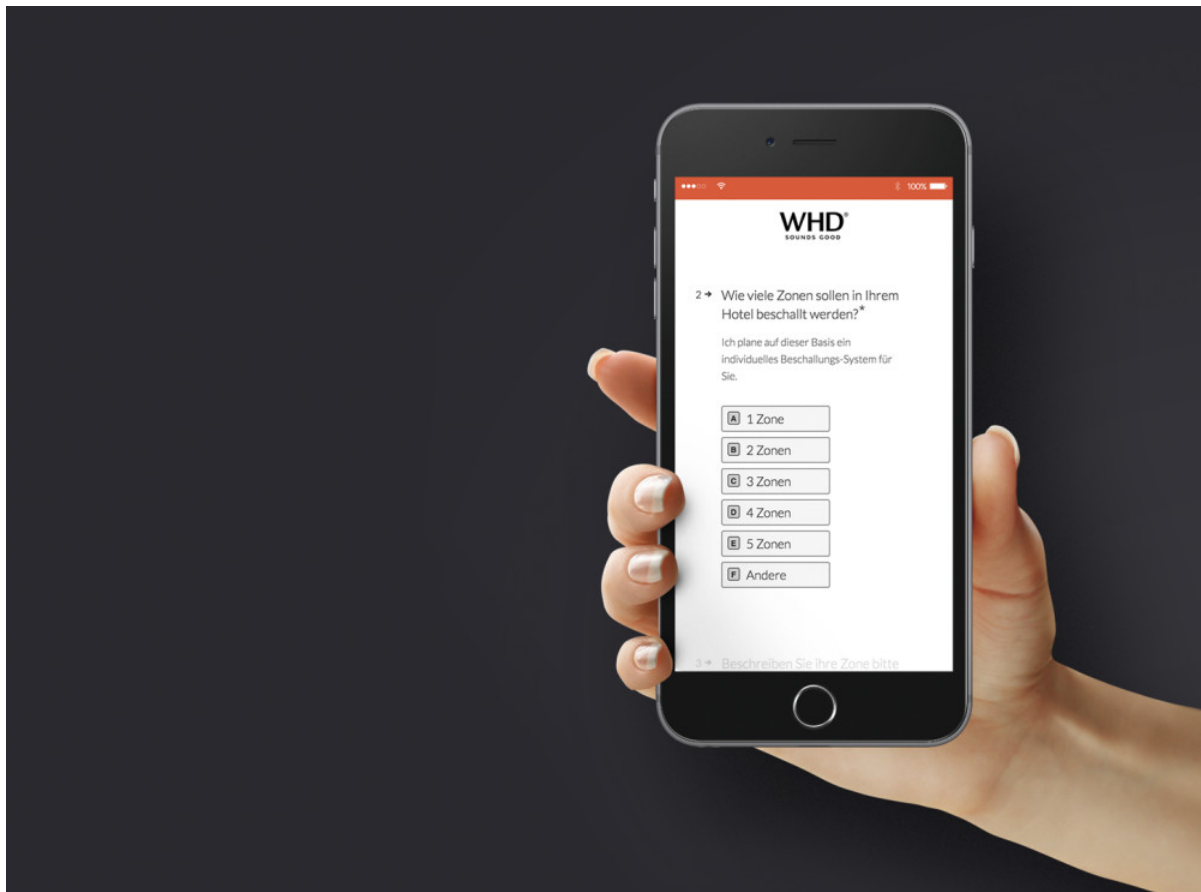 100%
WHD®
SOUNDS GOOD
2 → Wie viele Zonen sollen in Ihrem
Hotel beschallt werden?*
Ich plane auf dieser Basis ein
individuelles Beschallungs-System für
Sie.
A 1 Zone
B 2 Zonen
C 3 Zonen
D 4 Zonen
E 5 Zonen
F Andere
3 → Beschreiben Sie ihre Zone bitte